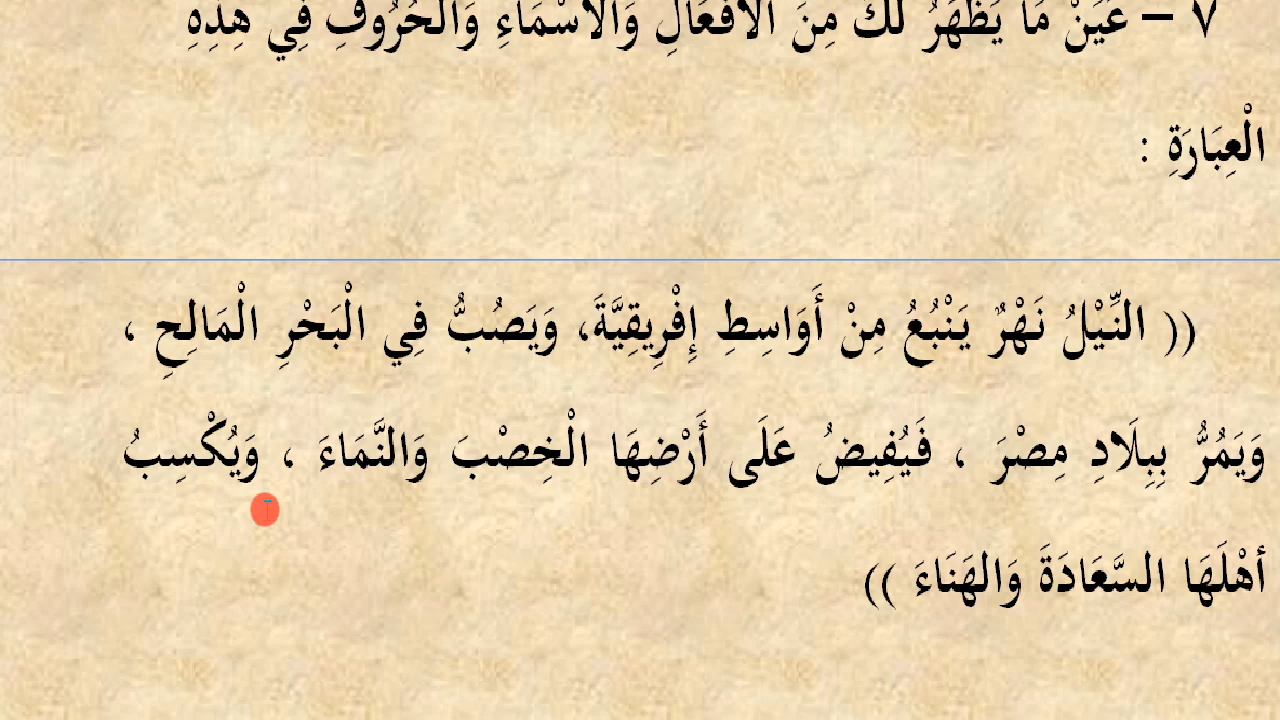 ٧ – عَيِّنْ مَا يَظْهَرُ لَكَ مِنَ الْأَفْعَالِ وَالْأَسْمَاءِ وَالْحُرُوفِ فِي هٰذِهِ
الْعِبَارَةِ :
(( النِّيْلُ نَهْرٌ يَنْبُعُ مِنْ أَوَاسِطِ إِفْرِيقِيَّةَ، وَيَصُبُّ فِي الْبَحْرِ الْمَالِحِ ،
وَيَمُرُّ بِبِلَادِ مِصْرَ ، فَيُفِيضُ عَلَى أَرْضِهَا الْخِصْبَ وَالنَّمَاءَ ، وَيُكْسِبُ
أهْلَهَا السَّعَادَةَ وَالهَنَاءَ ))